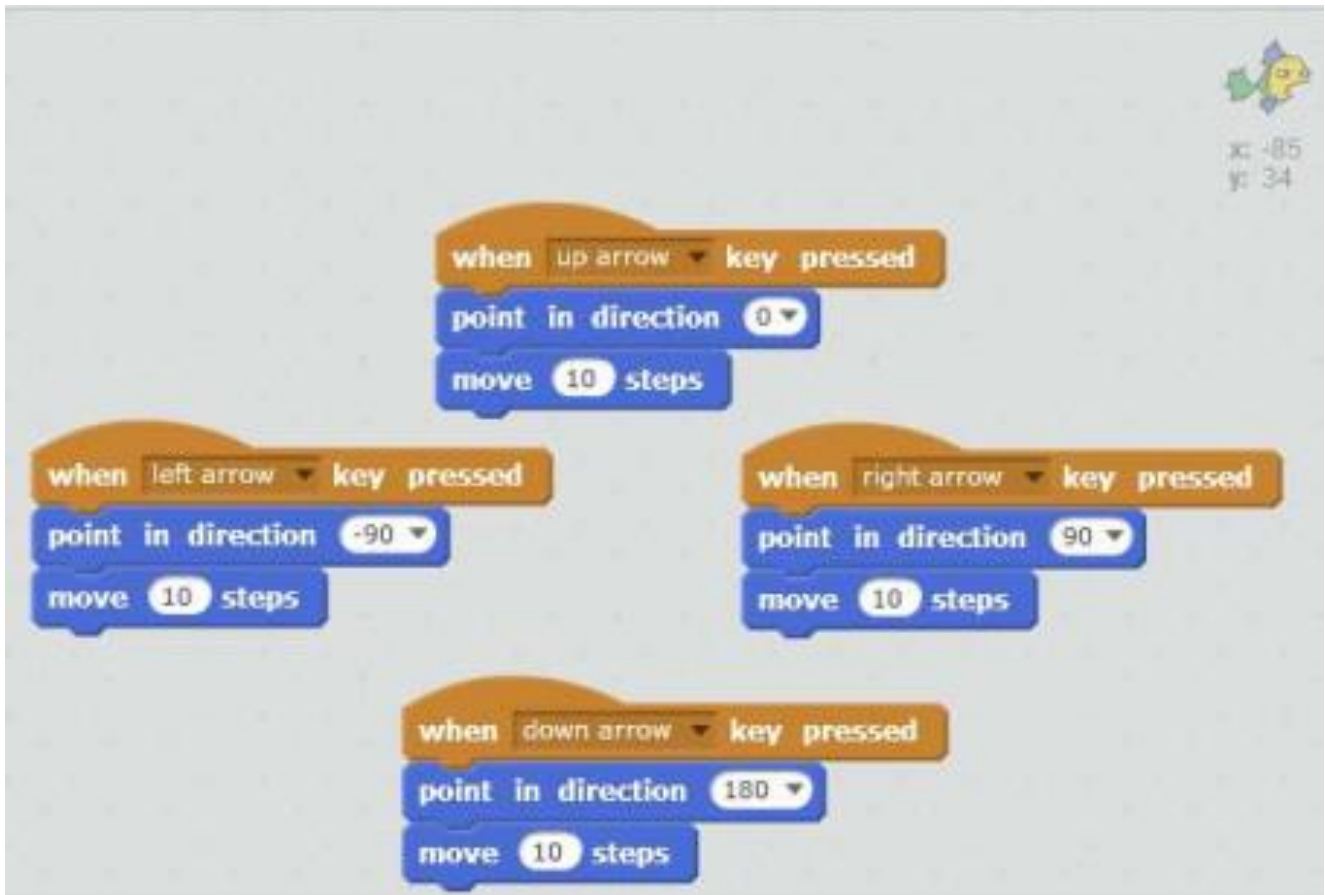 x: -85
y: 34
when up arrow key pressed
point in direction 0
move 10 steps
when left arrow key pressed
point in direction -90
move 10 steps
when right arrow key pressed
point in direction 90
move 10 steps
when down arrow key pressed
point in direction 180
move 10 steps